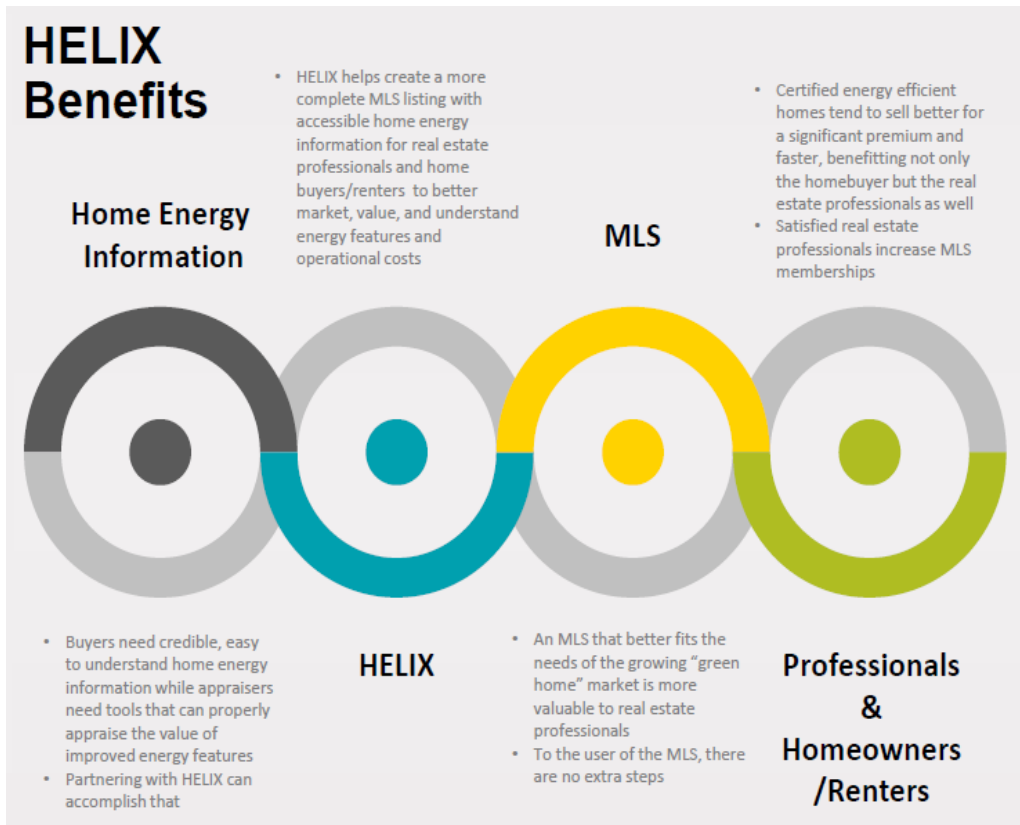 HELIX
Benefits
Home Energy
Information
• Buyers need credible, easy
to understand home energy
information while appraisers
need tools that can properly
appraise the value of
improved energy features
• Partnering with HELIX can
accomplish that
• HELIX helps create a more
complete MLS listing with
accessible home energy
information for real estate
professionals and home
buyers/renters to better
market, value, and understand
energy features and
operational costs
HELIX
MLS
• An MLS that better fits the
needs of the growing “green
home” market is more
valuable to real estate
professionals
• To the user of the MLS, there
are no extra steps
• Certified energy efficient
homes tend to sell better for
a significant premium and
faster, benefitting not only
the homebuyer but the real
estate professionals as well
• Satisfied real estate
professionals increase MLS
memberships
Professionals
&
Homeowners
/Renters